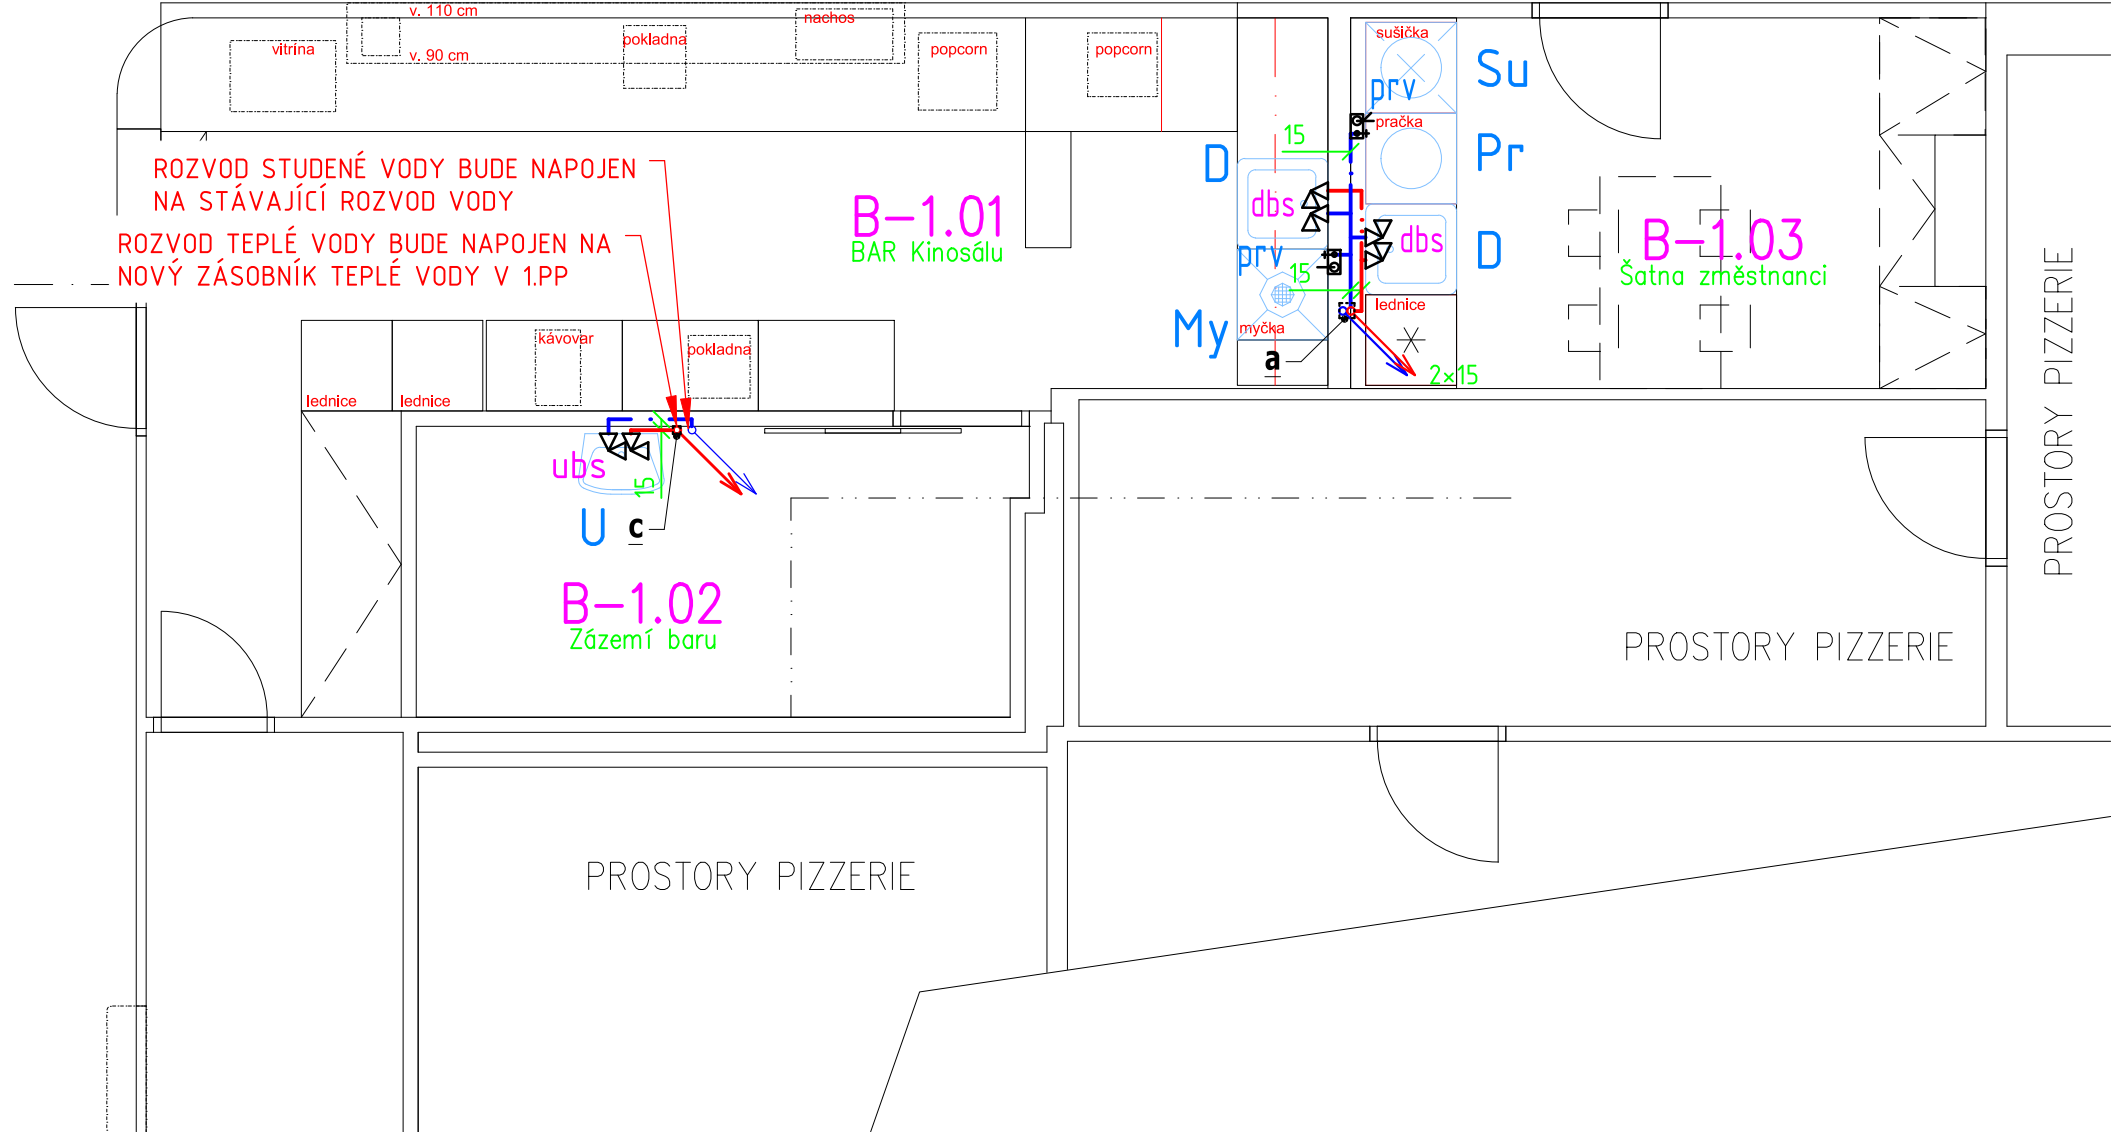 v. 110 cm
nachos
vitrína
pokladna
popcorn
popcorn
v. 90 cm
sušička
Su
prv
pračka
15
Pr
D
ROZVOD STUDENÉ VODY BUDE NAPOJEN
NA STÁVAJÍCÍ ROZVOD VODY
ROZVOD TEPLÉ VODY BUDE NAPOJEN NA
NOVÝ ZÁSOBNÍK TEPLÉ VODY V 1.PP
B-1.01
BAR Kinosálu
dbs
dbs
D
B-1.03
Šatna změstnanci
prv
15
lednice
My
myčka
a
2×15
PROSTORY PIZZERIE
kávovar
pokladna
lednice
lednice
ubs
15
U
c
B-1.02
Zázemí baru
PROSTORY PIZZERIE
PROSTORY PIZZERIE